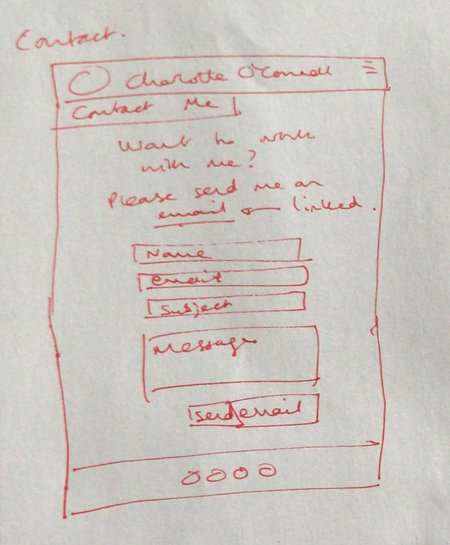 Contact.
Charlotte O'Connell
Contact Me
Want to work
with me?
Please send me an
email ← linked.
Name
email
Subject
Message
send email